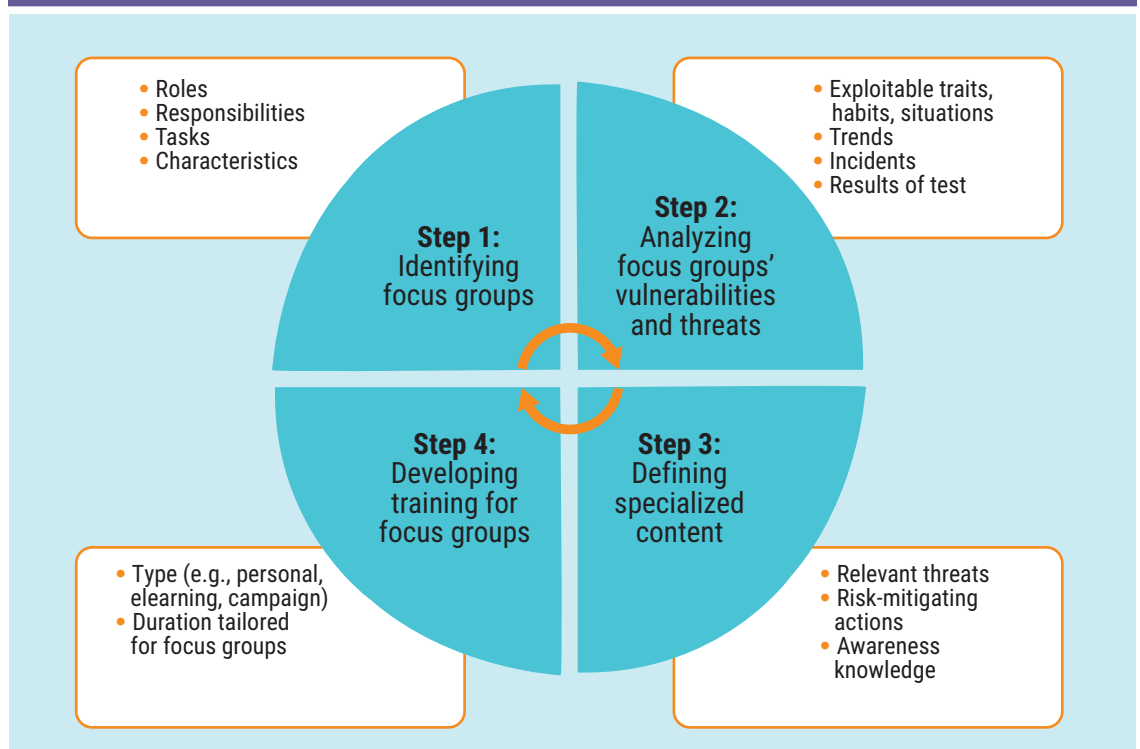 • Roles
• Responsibilities
• Tasks
• Characteristics
• Exploitable traits,
habits, situations
• Trends
• Incidents
• Results of test
Step 1:
Identifying
focus groups
Step 2:
Analyzing
focus groups’
vulnerabilities
and threats
Step 4:
Developing
training for
focus groups
Step 3:
Defining
specialized
content
• Type (e.g., personal,
elearning, campaign)
• Duration tailored
for focus groups
• Relevant threats
• Risk-mitigating
actions
• Awareness
knowledge